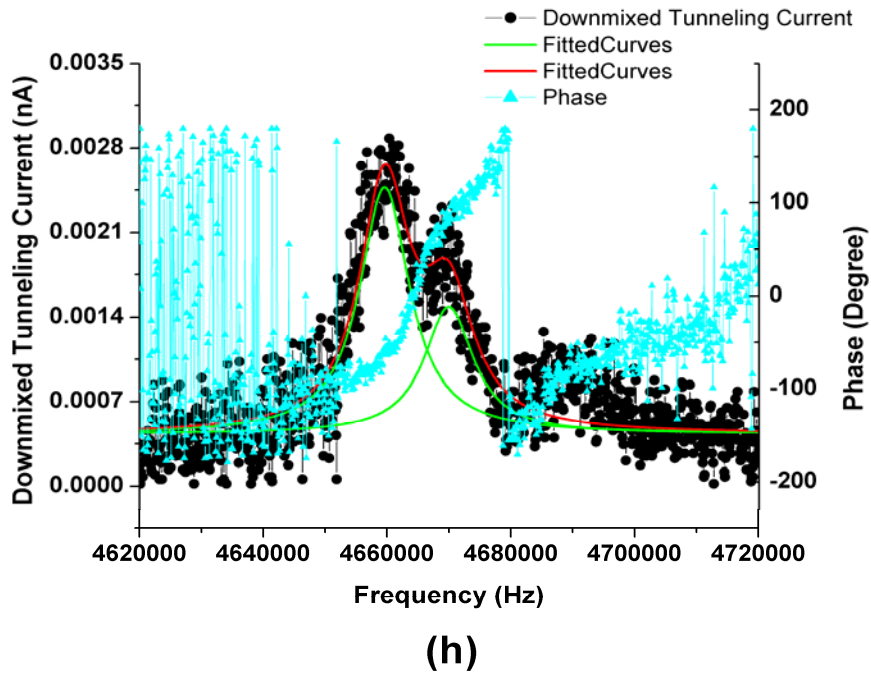 Downmixed Tunneling Current
FittedCurves
FittedCurves
Phase
Downmixed Tunneling Current (nA)
0.0035
0.0028
0.0021
0.0014
0.0007
0.0000
200
100
0
-100
-200
Phase (Degree)
4620000 4640000 4660000 4680000 4700000 4720000
Frequency (Hz)
(h)